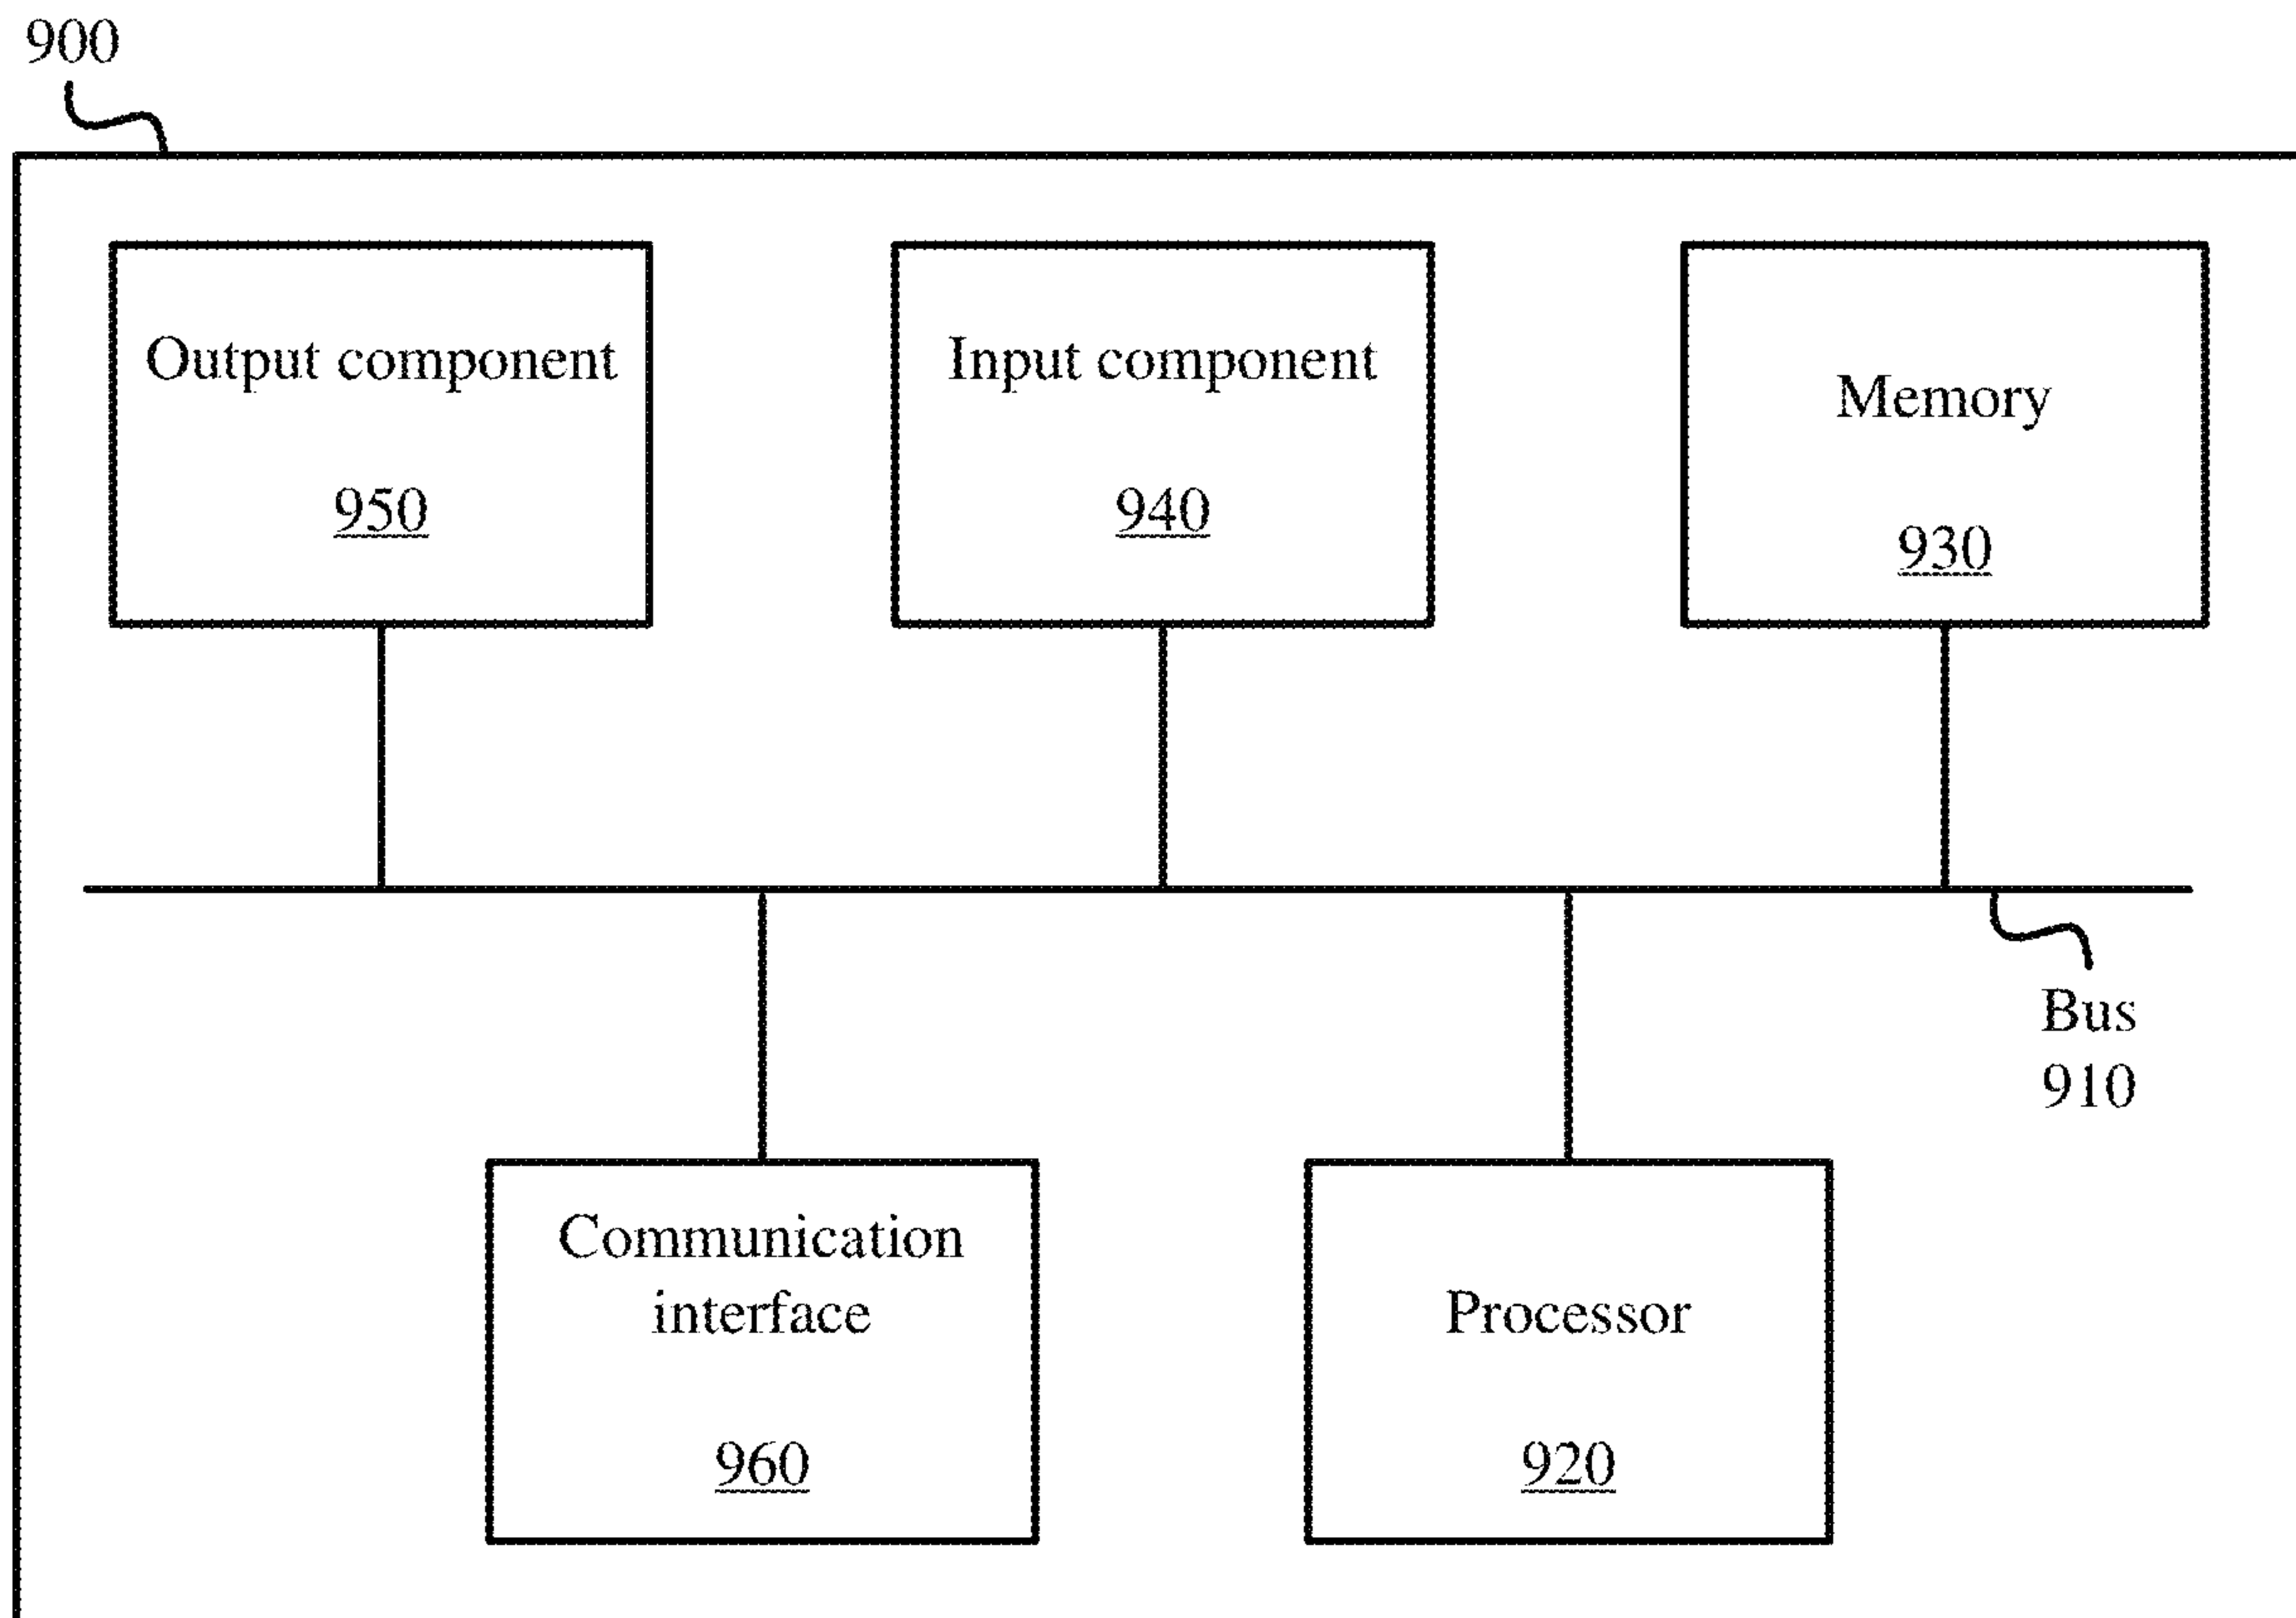 900
Output component
950
Input component
940
Memory
930
Bus
910
Communication
interface
960
Processor
920